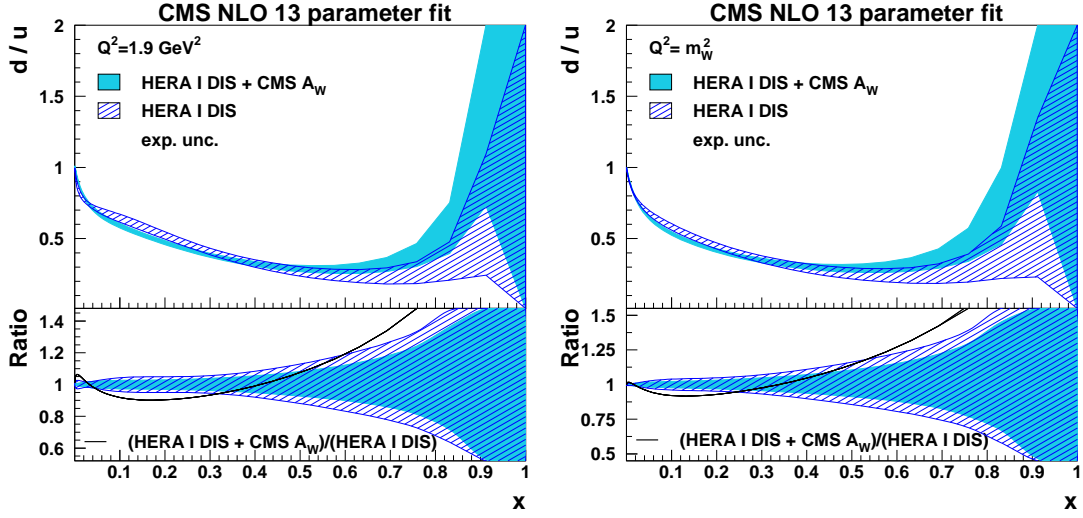 CMS NLO 13 parameter fit
d / u
2
1.5
1
0.5
Q²=1.9 GeV²
HERA I DIS + CMS A_W
HERA I DIS
exp. unc.
Ratio
1.4
1.2
1
0.8
0.6
(HERA I DIS + CMS A_W)/(HERA I DIS)
0.1 0.2 0.3 0.4 0.5 0.6 0.7 0.8 0.9 1
x
CMS NLO 13 parameter fit
d / u
2
1.5
1
0.5
Q²= m_W²
HERA I DIS + CMS A_W
HERA I DIS
exp. unc.
Ratio
1.5
1.25
1
0.75
0.5
(HERA I DIS + CMS A_W)/(HERA I DIS)
0.1 0.2 0.3 0.4 0.5 0.6 0.7 0.8 0.9 1
x